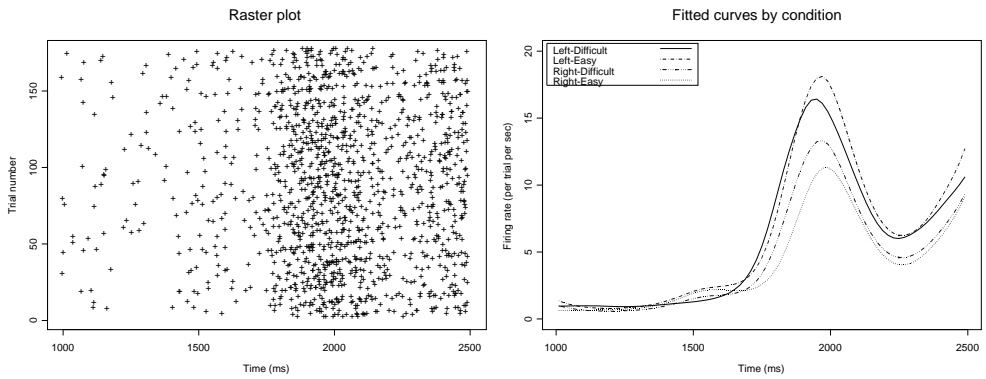 Raster plot
Trial number
150
100
50
0
1000
1500
2000
2500
Time (ms)
Fitted curves by condition
Firing rate (per trial per sec)
20
15
10
5
0
Left-Difficult
Left-Easy
Right-Difficult
Right-Easy
1000
1500
2000
2500
Time (ms)